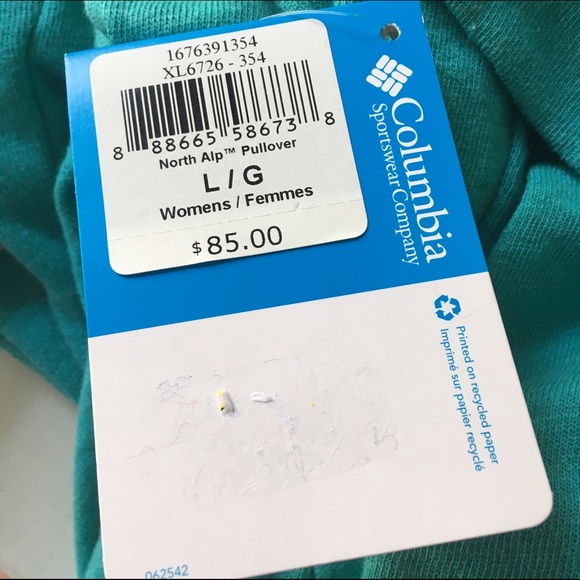 1676391354
XL6726 - 354
8 88665 58673 8
North Alp™ Pullover
L / G
Womens / Femmes
$85.00
Columbia
Sportswear Company
Printed on recycled paper
Imprimé sur papier recyclé
062542